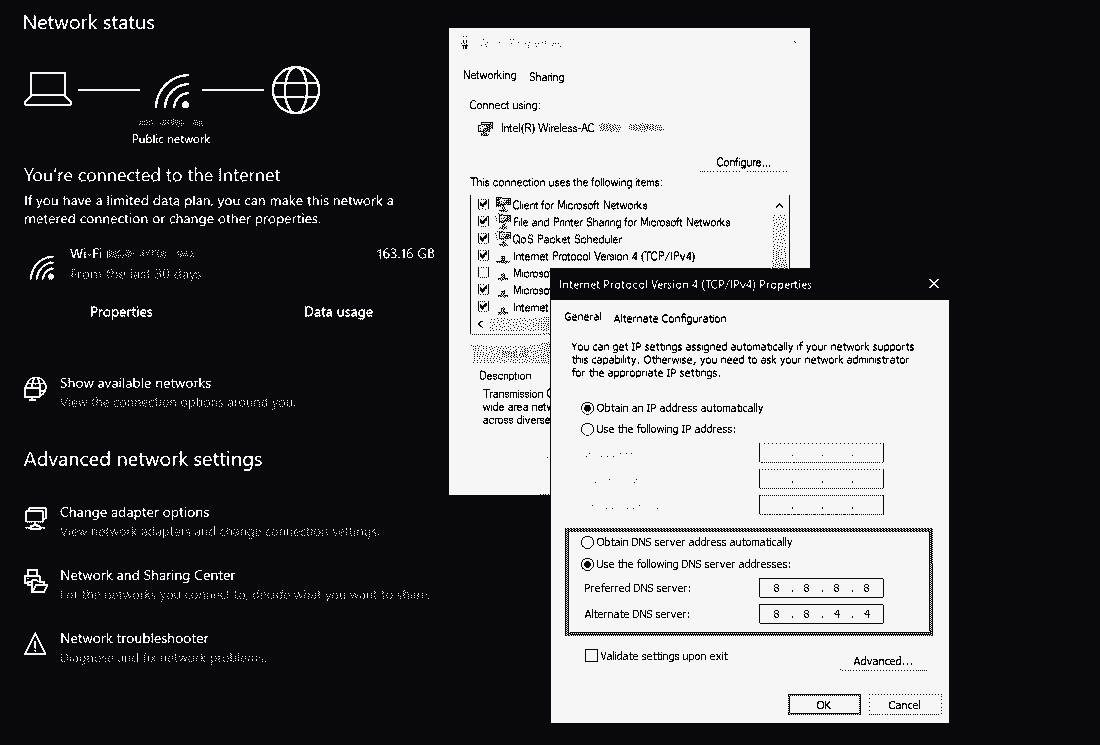 Network status
Public network
You're connected to the Internet
If you have a limited data plan, you can make this network a
metered connection or change other properties.
Wi-Fi
163.16 GB
From the last 30 days
Properties
Data usage
Show available networks
View the connection options around you.
Advanced network settings
Change adapter options
View network adapters and change connection settings.
Network and Sharing Center
For the networks you connect to, decide what you want to share.
Network troubleshooter
Diagnose and fix network problems.
Networking
Sharing
Connect using:
Intel(R) Wireless-AC
Configure...
This connection uses the following items:
Client for Microsoft Networks
File and Printer Sharing for Microsoft Networks
QoS Packet Scheduler
Internet Protocol Version 4 (TCP/IPv4)
Microso
Microso
Internet
Description
Transmission
wide area netw
across diverse
Internet Protocol Version 4 (TCP/IPv4) Properties
General
Alternate Configuration
You can get IP settings assigned automatically if your network supports
this capability. Otherwise, you need to ask your network administrator
for the appropriate IP settings.
Obtain an IP address automatically
Use the following IP address:
Obtain DNS server address automatically
Use the following DNS server addresses:
Preferred DNS server:
8 . 8 . 8 . 8
Alternate DNS server:
8 . 8 . 4 . 4
Validate settings upon exit
Advanced...
OK
Cancel